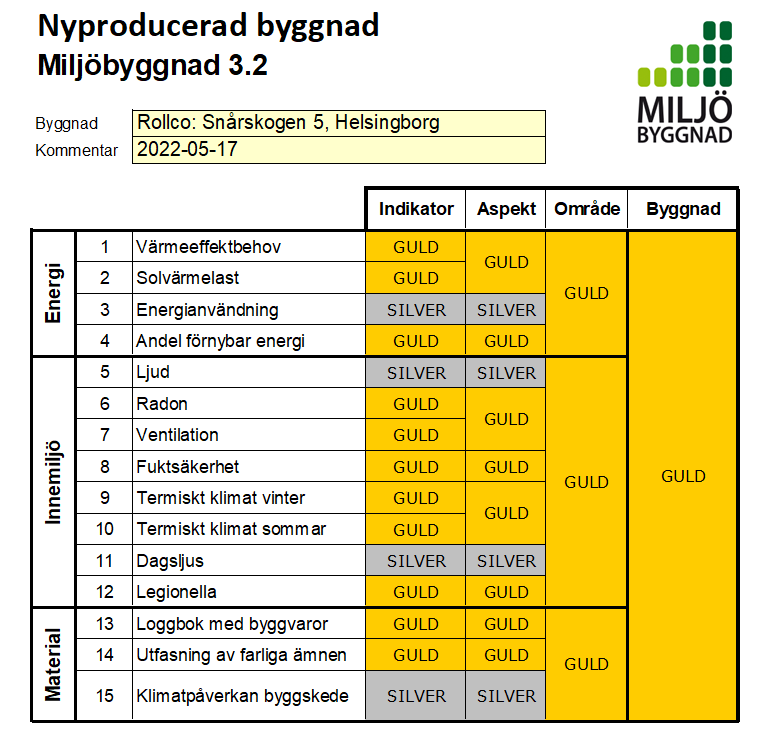 Nyproducerad byggnad
Miljöbyggnad 3.2
MILJÖ
BYGGNAD
Byggnad Rollco: Snårskogen 5, Helsingborg
Kommentar 2022-05-17
Indikator Aspekt Område Byggnad
Energi
1 Värmeeffektbehov GULD GULD
2 Solvärmelast GULD
GULD
3 Energianvändning SILVER SILVER
4 Andel förnybar energi GULD GULD
Innemiljö
5 Ljud SILVER SILVER
6 Radon GULD GULD
7 Ventilation GULD
8 Fuktsäkerhet GULD GULD
GULD
GULD
9 Termiskt klimat vinter GULD GULD
10 Termiskt klimat sommar GULD
11 Dagsljus SILVER SILVER
12 Legionella GULD GULD
Material
13 Loggbok med byggvaror GULD GULD
14 Utfasning av farliga ämnen GULD GULD
GULD
15 Klimatpåverkan byggskede SILVER SILVER